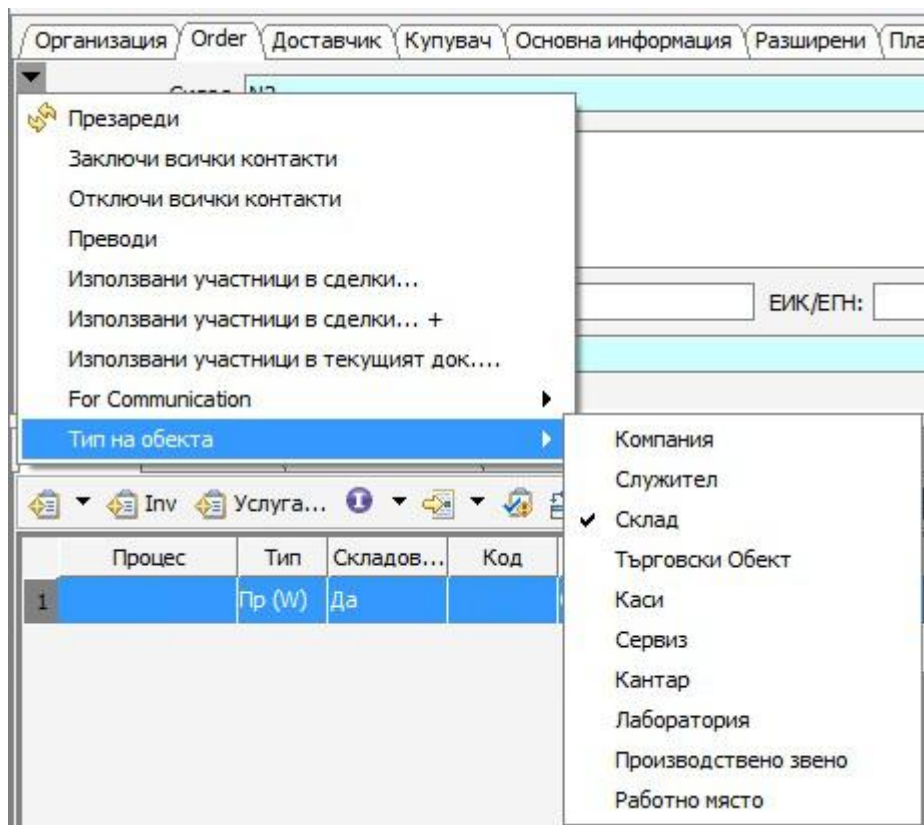 Организация Order Доставчик Купувач Основна информация Разширени Пла
N2
Презареди
Заключи всички контакти
Отключи всички контакти
Преводи
Използвани участници в сделки...
Използвани участници в сделки... +
ЕИК/ЕГН:
Използвани участници в текущият док....
For Communication
Тип на обекта
Компания
Служител
Склад
Търговски Обект
Каси
Сервиз
Кантар
Лаборатория
Производствено звено
Работно място
Inv Услуга...
Процес Тип Складов... Код
1 Пр (W) Да